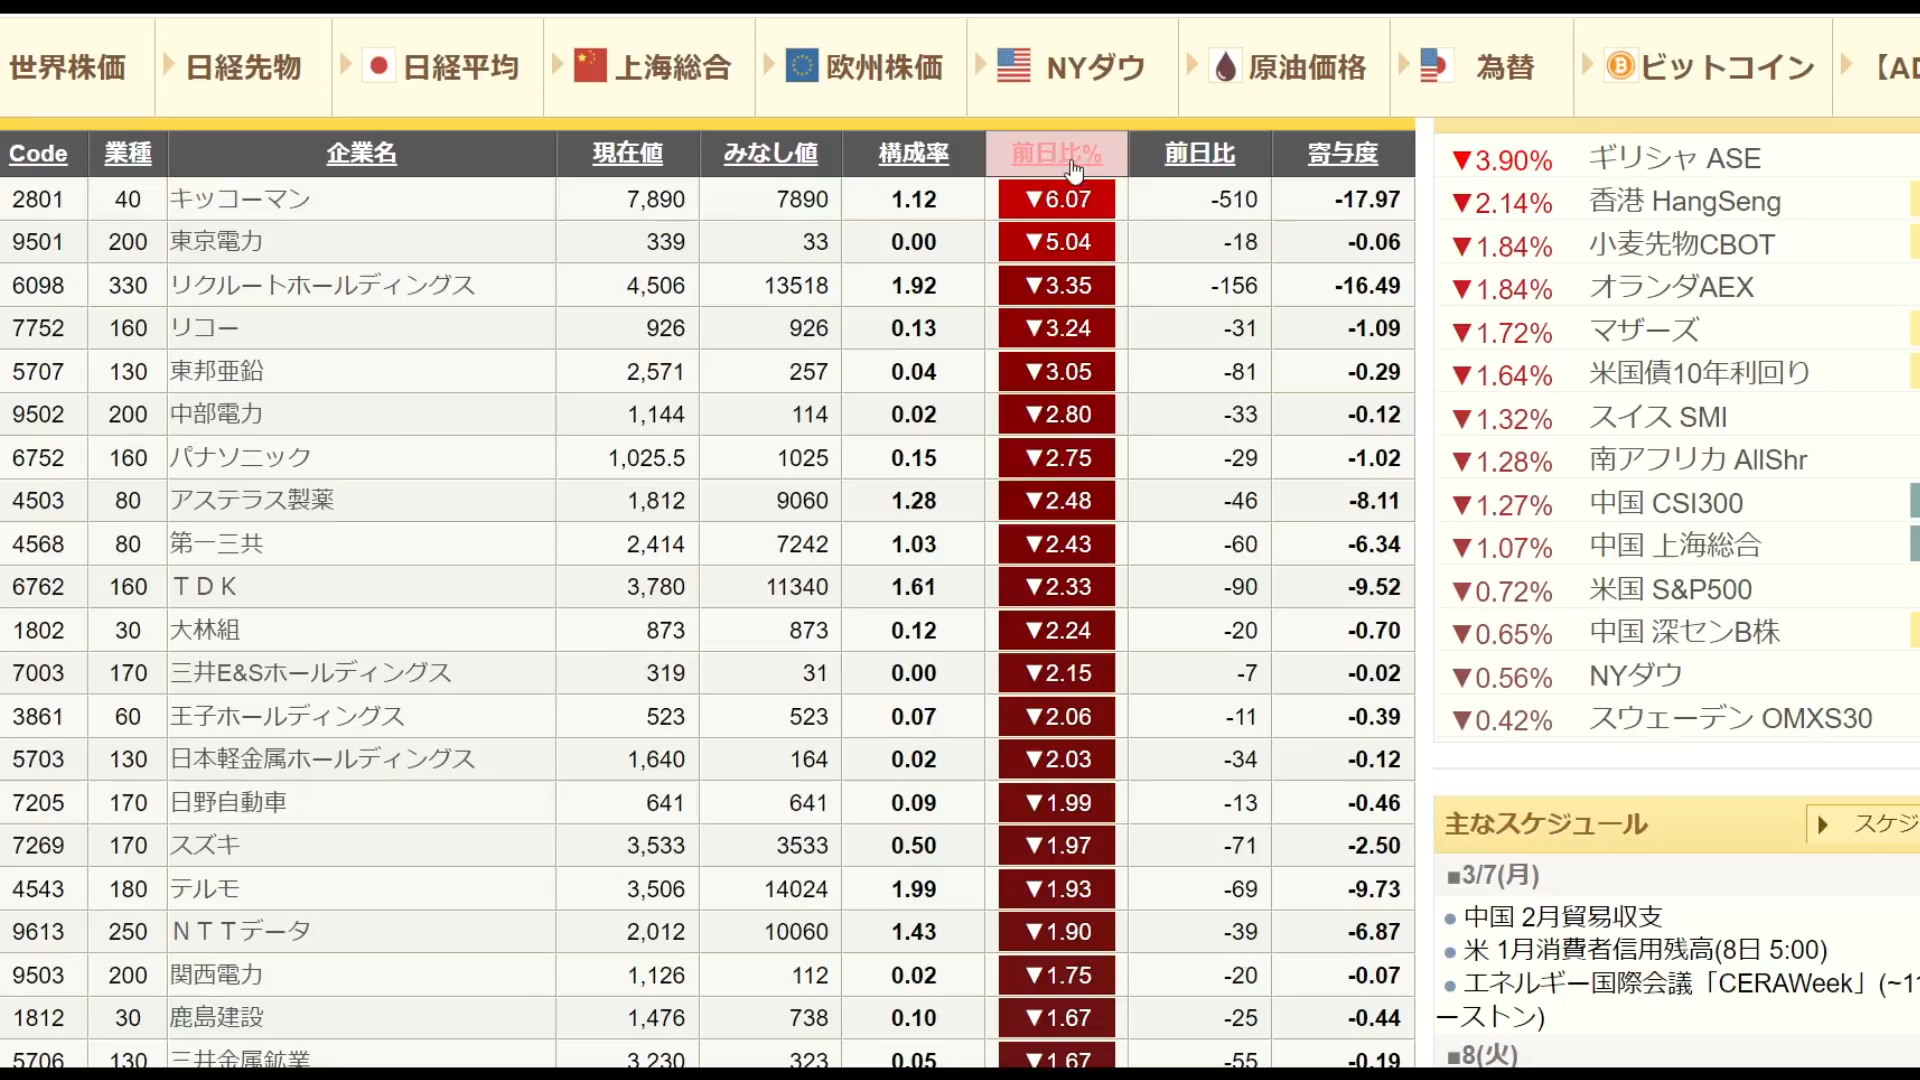 世界株価 日経先物 日経平均 上海総合 欧州株価 NYダウ 原油価格 為替 ビットコイン 【AD
Code 業種 企業名 現在値 みなし値 構成率 前日比% 前日比 寄与度
2801 40 キッコーマン 7,890 7890 1.12 ▼6.07 -510 -17.97
9501 200 東京電力 339 33 0.00 ▼5.04 -18 -0.06
6098 330 リクルートホールディングス 4,506 13518 1.92 ▼3.35 -156 -16.49
7752 160 リコー 926 926 0.13 ▼3.24 -31 -1.09
5707 130 東邦亜鉛 2,571 257 0.04 ▼3.05 -81 -0.29
9502 200 中部電力 1,144 114 0.02 ▼2.80 -33 -0.12
6752 160 パナソニック 1,025.5 1025 0.15 ▼2.75 -29 -1.02
4503 80 アステラス製薬 1,812 9060 1.28 ▼2.48 -46 -8.11
4568 80 第一三共 2,414 7242 1.03 ▼2.43 -60 -6.34
6762 160 ＴＤＫ 3,780 11340 1.61 ▼2.33 -90 -9.52
1802 30 大林組 873 873 0.12 ▼2.24 -20 -0.70
7003 170 三井E&Sホールディングス 319 31 0.00 ▼2.15 -7 -0.02
3861 60 王子ホールディングス 523 523 0.07 ▼2.06 -11 -0.39
5703 130 日本軽金属ホールディングス 1,640 164 0.02 ▼2.03 -34 -0.12
7205 170 日野自動車 641 641 0.09 ▼1.99 -13 -0.46
7269 170 スズキ 3,533 3533 0.50 ▼1.97 -71 -2.50
4543 180 テルモ 3,506 14024 1.99 ▼1.93 -69 -9.73
9613 250 ＮＴＴデータ 2,012 10060 1.43 ▼1.90 -39 -6.87
9503 200 関西電力 1,126 112 0.02 ▼1.75 -20 -0.07
1812 30 鹿島建設 1,476 738 0.10 ▼1.67 -25 -0.44
5706 130 三井金属鉱業 3,230 323 0.05 ▼1.67 -55 -0.19
▼3.90% ギリシャ ASE
▼2.14% 香港 HangSeng
▼1.84% 小麦先物CBOT
▼1.84% オランダAEX
▼1.72% マザーズ
▼1.64% 米国債10年利回り
▼1.32% スイス SMI
▼1.28% 南アフリカ AllShr
▼1.27% 中国 CSI300
▼1.07% 中国 上海総合
▼0.72% 米国 S&P500
▼0.65% 中国 深センB株
▼0.56% NYダウ
▼0.42% スウェーデン OMXS30
主なスケジュール スケジ
■3/7(月)
● 中国 2月貿易収支
● 米 1月消費者信用残高(8日 5:00)
● エネルギー国際会議「CERAWeek」(~11
ーストン)
■8(火)